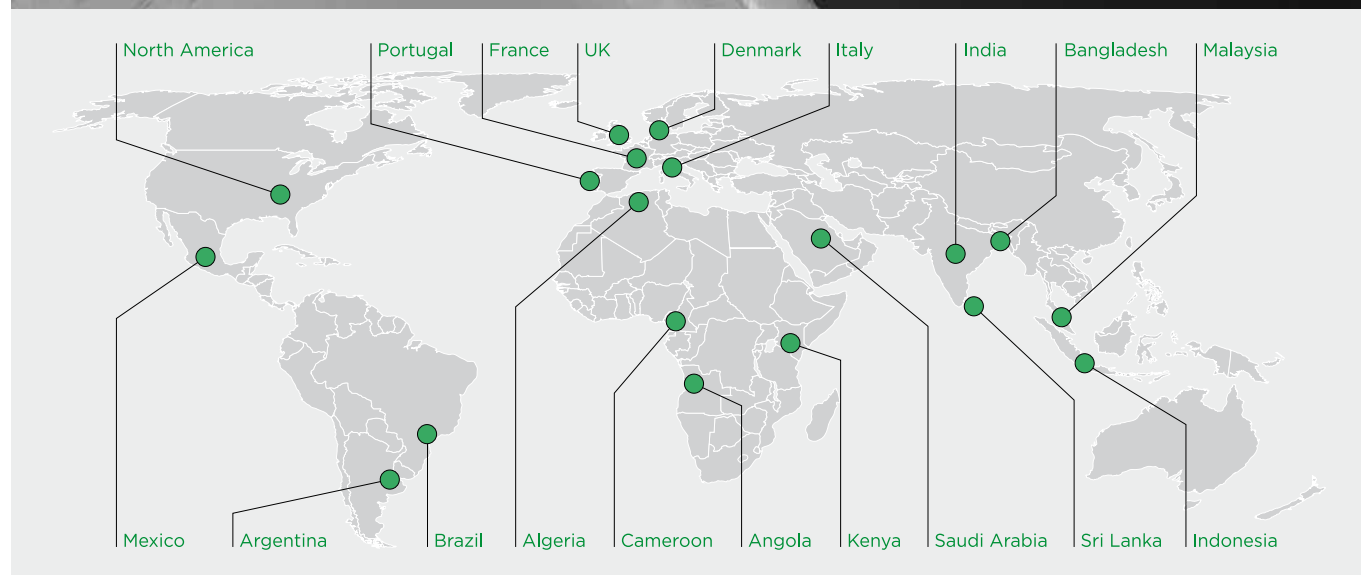 North America
Portugal
France
UK
Denmark
Italy
India
Bangladesh
Malaysia
Mexico
Argentina
Brazil
Algeria
Cameroon
Angola
Kenya
Saudi Arabia
Sri Lanka
Indonesia